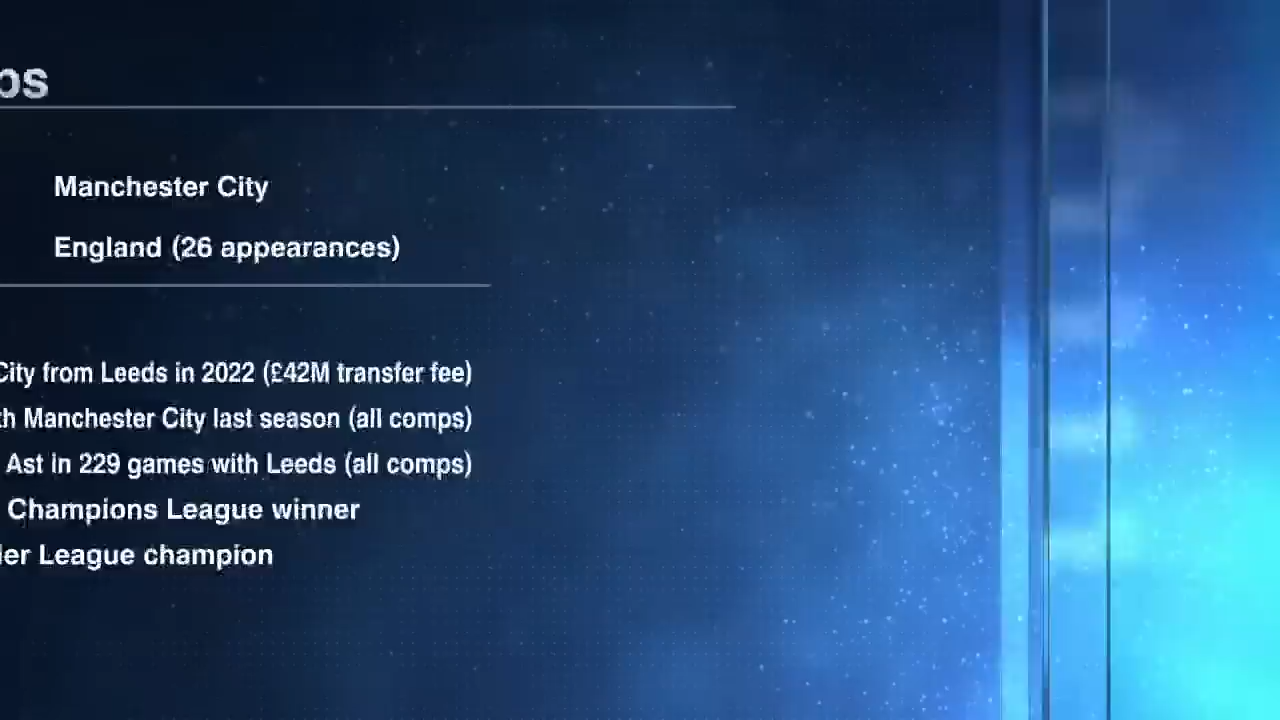 ps
Manchester City
England (26 appearances)
City from Leeds in 2022 (£42M transfer fee)
th Manchester City last season (all comps)
Ast in 229 games with Leeds (all comps)
Champions League winner
ier League champion